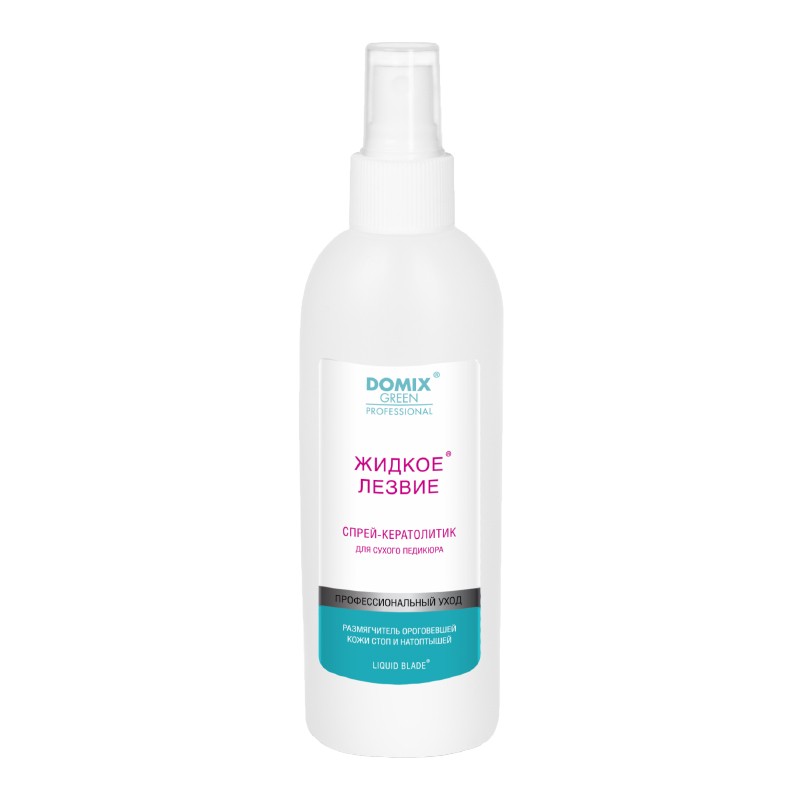 DOMIX®
GREEN
PROFESSIONAL
ЖИДКОЕ®
ЛЕЗВИЕ
СПРЕЙ-КЕРАТОЛИТИК
ДЛЯ СУХОГО ПЕДИКЮРА
ПРОФЕССИОНАЛЬНЫЙ УХОД
РАЗМЯГЧИТЕЛЬ ОРОГОВЕВШЕЙ
КОЖИ СТОП И НАТОПТЫШЕЙ
LIQUID BLADE®